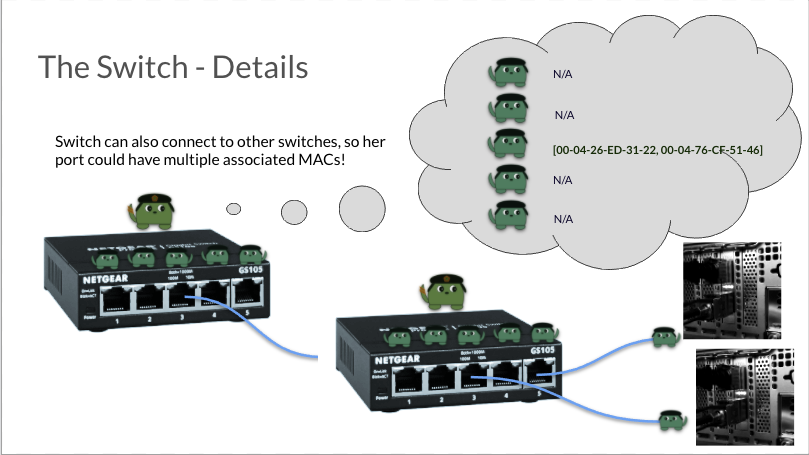 The Switch - Details
Switch can also connect to other switches, so her
port could have multiple associated MACs!
N/A
N/A
[00-04-26-ED-31-22, 00-04-76-CF-51-46]
N/A
N/A
NETGEAR
GS105
1 2 3 4 5
Power
NETGEAR
GS105
1 2 3 4 5
Power